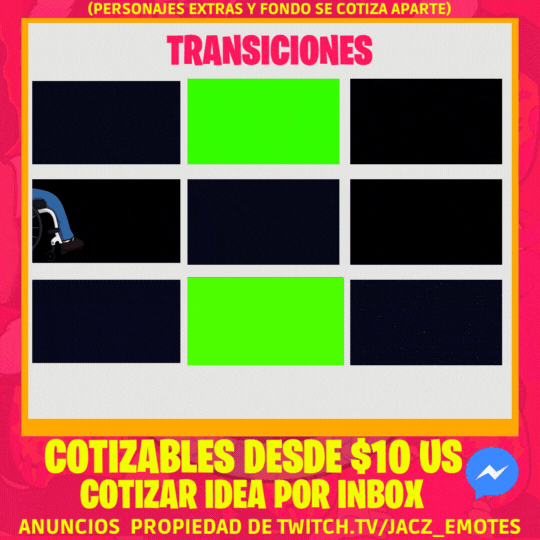 (PERSONAJES EXTRAS Y FONDO SE COTIZA APARTE)
TRANSICIONES
COTIZABLES DESDE $10 US
COTIZAR IDEA POR INBOX
ANUNCIOS PROPIEDAD DE TWITCH.TV/JACZ_EMOTES